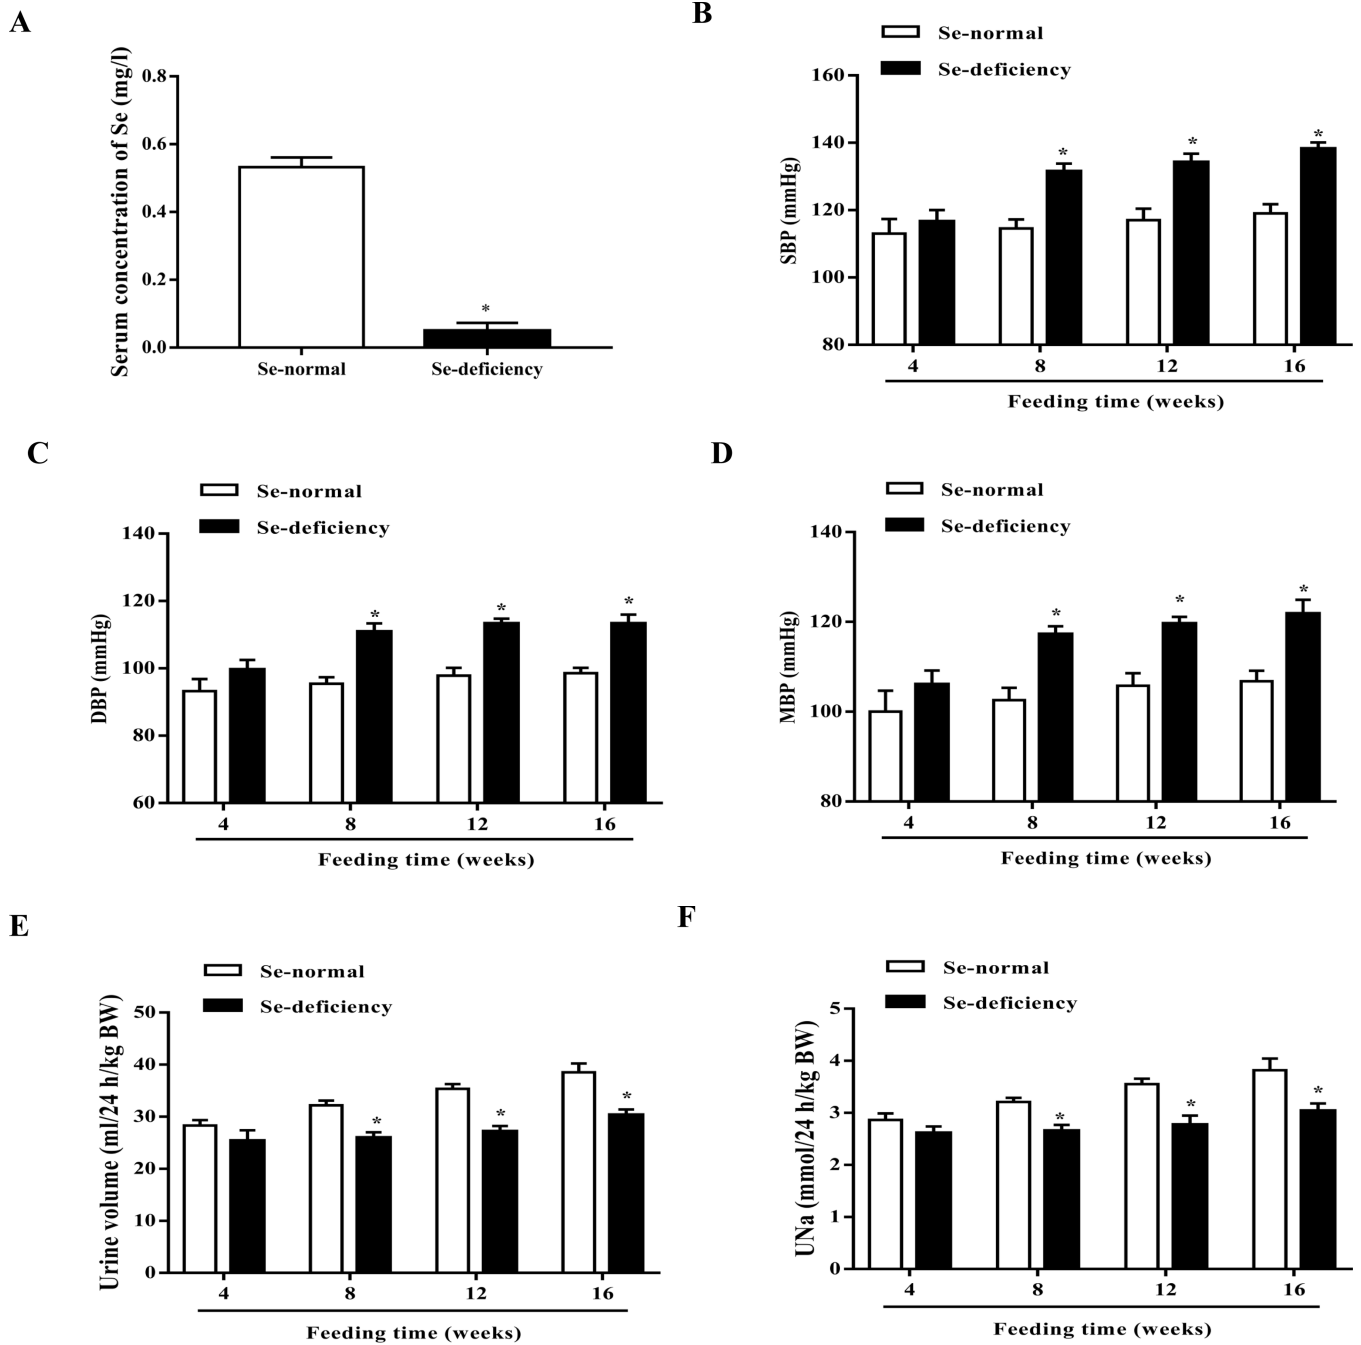 A
Serum concentration of Se (mg/l)
0.8
0.6
0.4
0.2
0.0
*
Se-normal Se-deficiency
B
Se-normal
Se-deficiency
SBP (mmHg)
160
140
120
100
80
* * *
4 8 12 16
Feeding time (weeks)
C
Se-normal
Se-deficiency
DBP (mmHg)
140
120
100
80
60
* * *
4 8 12 16
Feeding time (weeks)
D
Se-normal
Se-deficiency
MBP (mmHg)
140
120
100
80
* * *
4 8 12 16
Feeding time (weeks)
E
Se-normal
Se-deficiency
Urine volume (ml/24 h/kg BW)
50
40
30
20
10
0
* * *
4 8 12 16
Feeding time (weeks)
F
Se-normal
Se-deficiency
UNa (mmol/24 h/kg BW)
5
4
3
2
1
0
* * *
4 8 12 16
Feeding time (weeks)